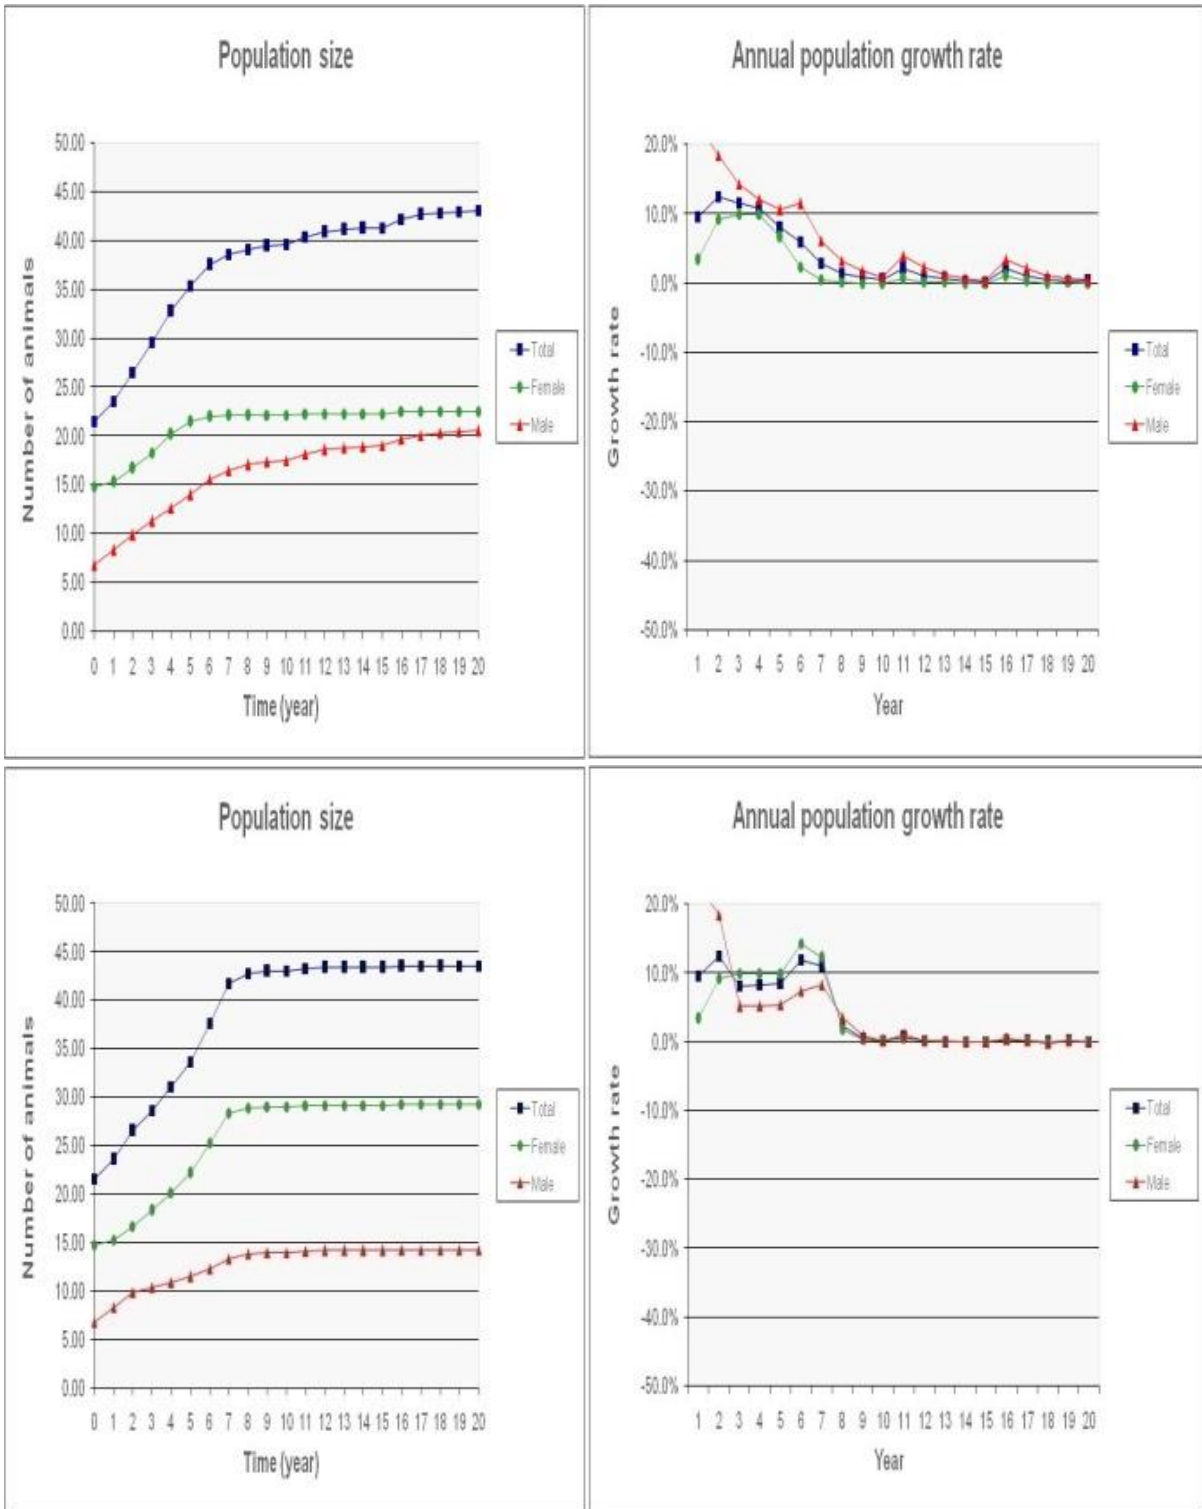 Population size
50.00
45.00
40.00
35.00
30.00
25.00
20.00
15.00
10.00
5.00
0.00
Number of animals
0 1 2 3 4 5 6 7 8 9 10 11 12 13 14 15 16 17 18 19 20
Time (year)
Total
Female
Male
Annual population growth rate
20.0%
10.0%
0.0%
-10.0%
-20.0%
-30.0%
-40.0%
-50.0%
Growth rate
1 2 3 4 5 6 7 8 9 10 11 12 13 14 15 16 17 18 19 20
Year
Total
Female
Male
Population size
50.00
45.00
40.00
35.00
30.00
25.00
20.00
15.00
10.00
5.00
0.00
Number of animals
0 1 2 3 4 5 6 7 8 9 10 11 12 13 14 15 16 17 18 19 20
Time (year)
Total
Female
Male
Annual population growth rate
20.0%
10.0%
0.0%
-10.0%
-20.0%
-30.0%
-40.0%
-50.0%
Growth rate
1 2 3 4 5 6 7 8 9 10 11 12 13 14 15 16 17 18 19 20
Year
Total
Female
Male